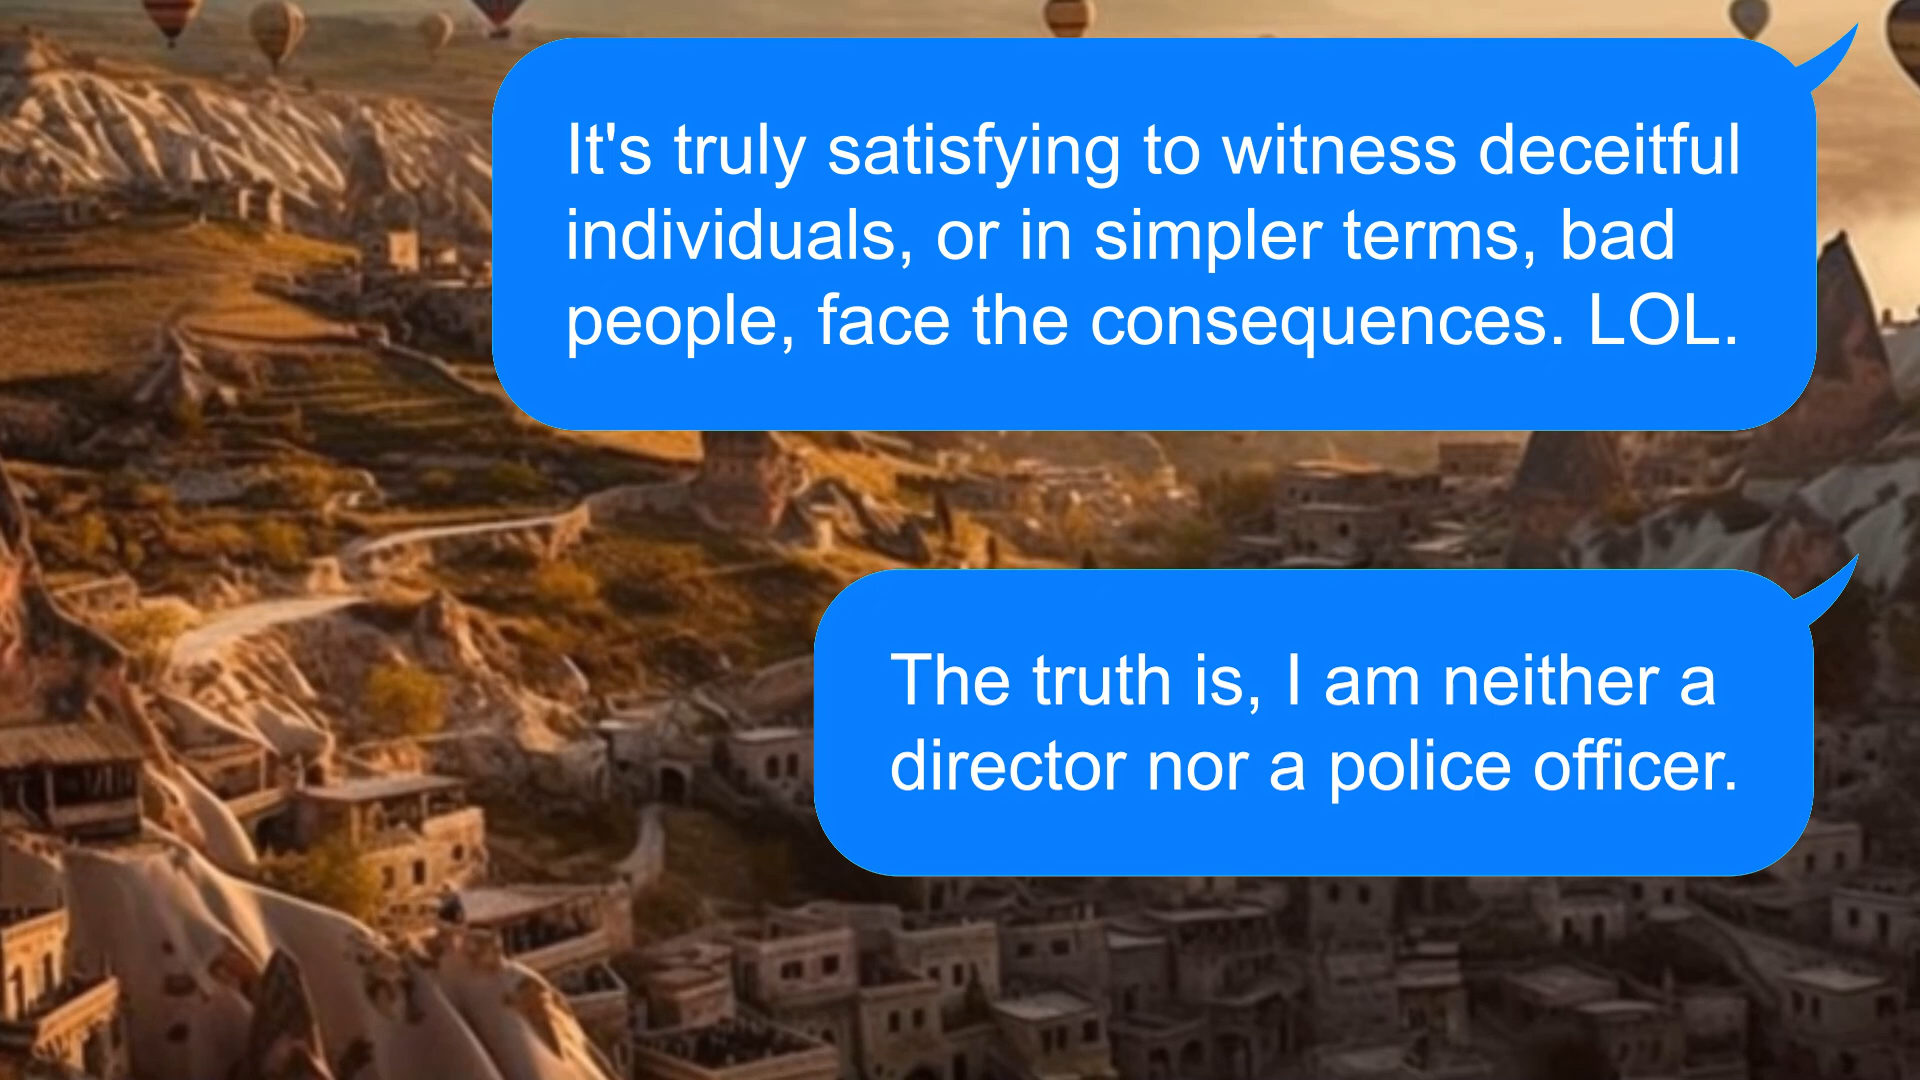 It's truly satisfying to witness deceitful
individuals, or in simpler terms, bad
people, face the consequences. LOL.
The truth is, I am neither a
director nor a police officer.